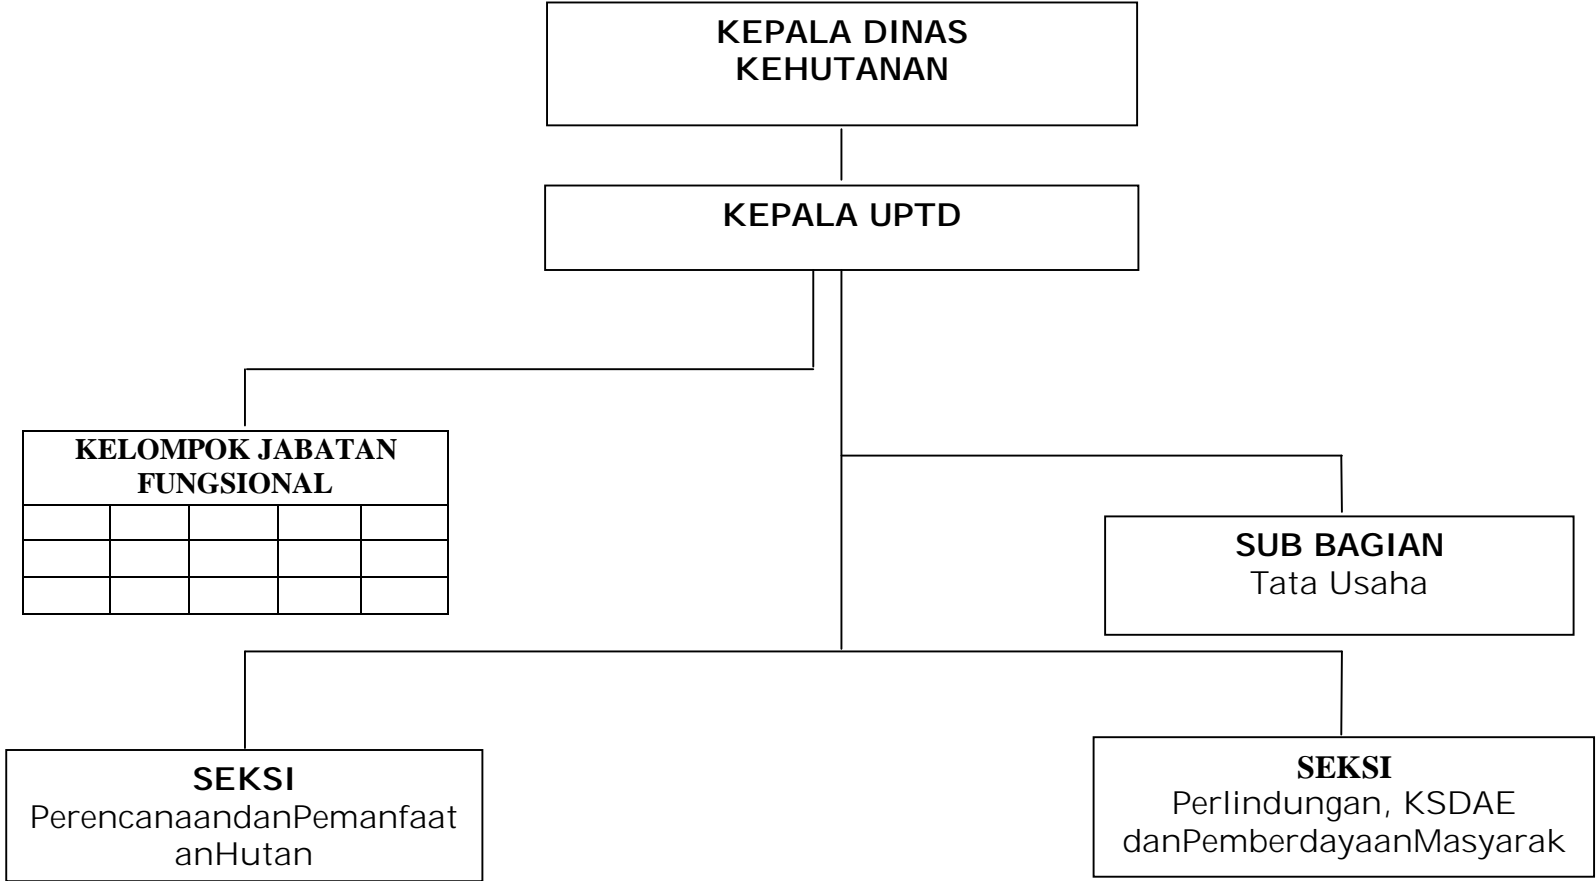 KEPALA DINAS
KEHUTANAN
KEPALA UPTD
KELOMPOK JABATAN
FUNGSIONAL
SUB BAGIAN
Tata Usaha
SEKSI
PerencanaandanPemanfaat
anHutan
SEKSI
Perlindungan, KSDAE
danPemberdayaanMasyarak